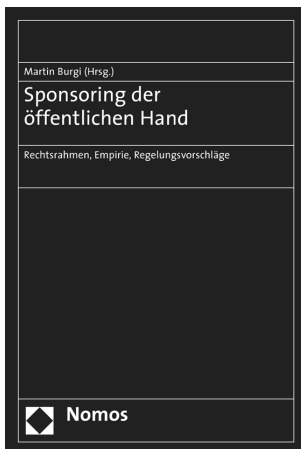 Martin Burgi (Hrsg.)
Sponsoring der
öffentlichen Hand
Rechtsrahmen, Empirie, Regelungsvorschläge
Nomos